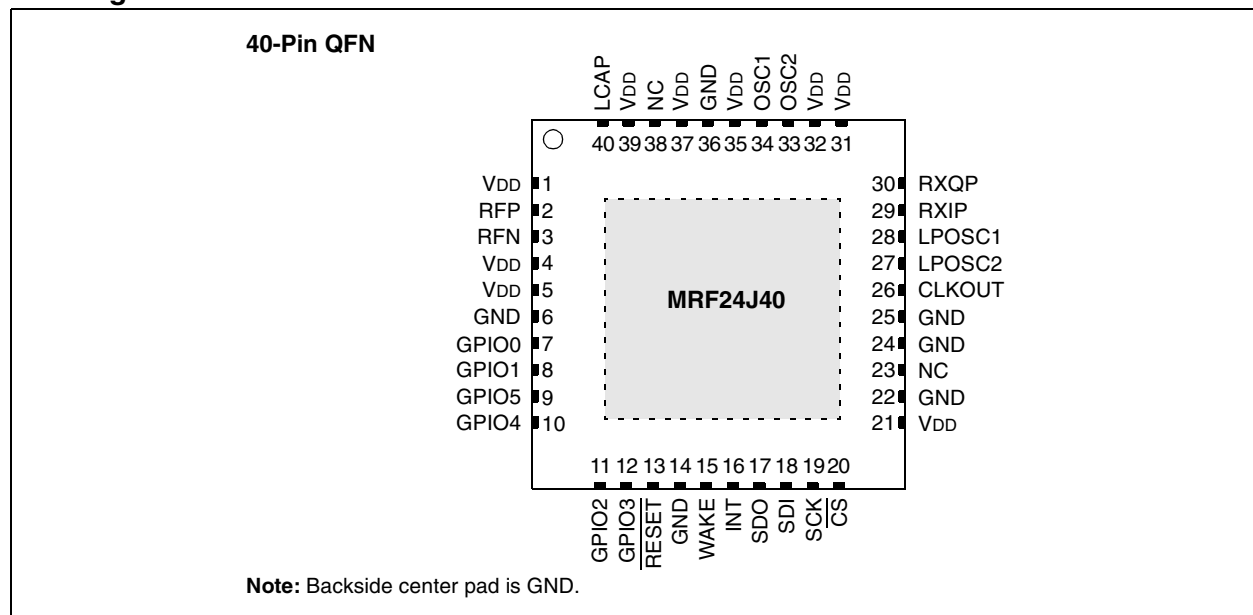 40-Pin QFN
LCAP
VDD
NC
VDD
GND
VDD
OSC1
OSC2
VDD
VDD
40 39 38 37 36 35 34 33 32 31
VDD 1
RFP 2
RFN 3
VDD 4
VDD 5
GND 6
GPIO0 7
GPIO1 8
GPIO5 9
GPIO4 10
MRF24J40
30 RXQP
29 RXIP
28 LPOSC1
27 LPOSC2
26 CLKOUT
25 GND
24 GND
23 NC
22 GND
21 VDD
11 12 13 14 15 16 17 18 19 20
GPIO2
GPIO3
RESET
GND
WAKE
INT
SDO
SDI
SCK
CS
Note: Backside center pad is GND.